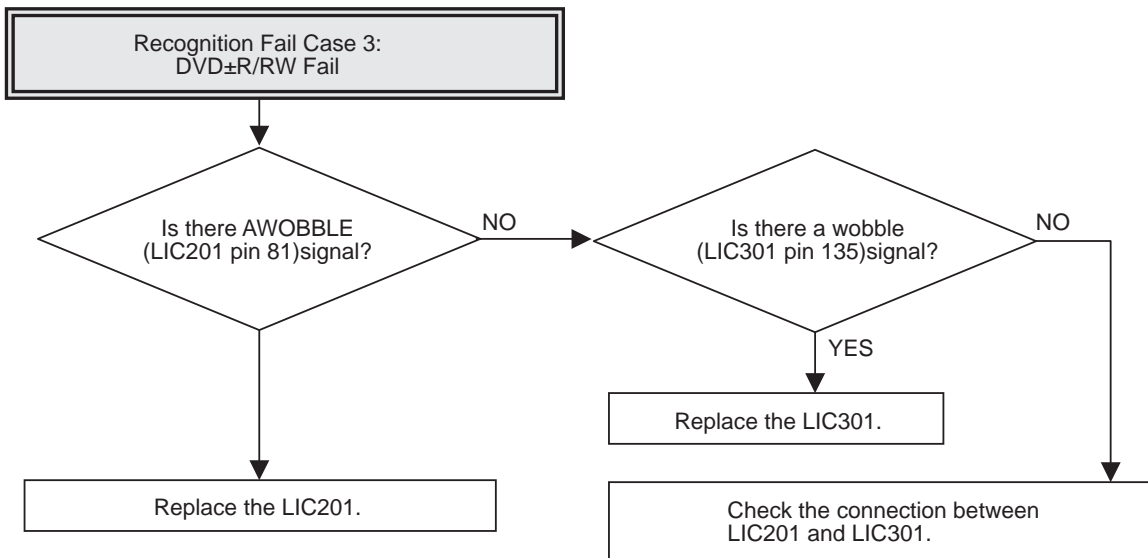 Recognition Fail Case 3:
DVD±R/RW Fail
Is there AWOBBLE
(LIC201 pin 81)signal?
NO
Is there a wobble
(LIC301 pin 135)signal?
NO
YES
Replace the LIC301.
Replace the LIC201.
Check the connection between
LIC201 and LIC301.